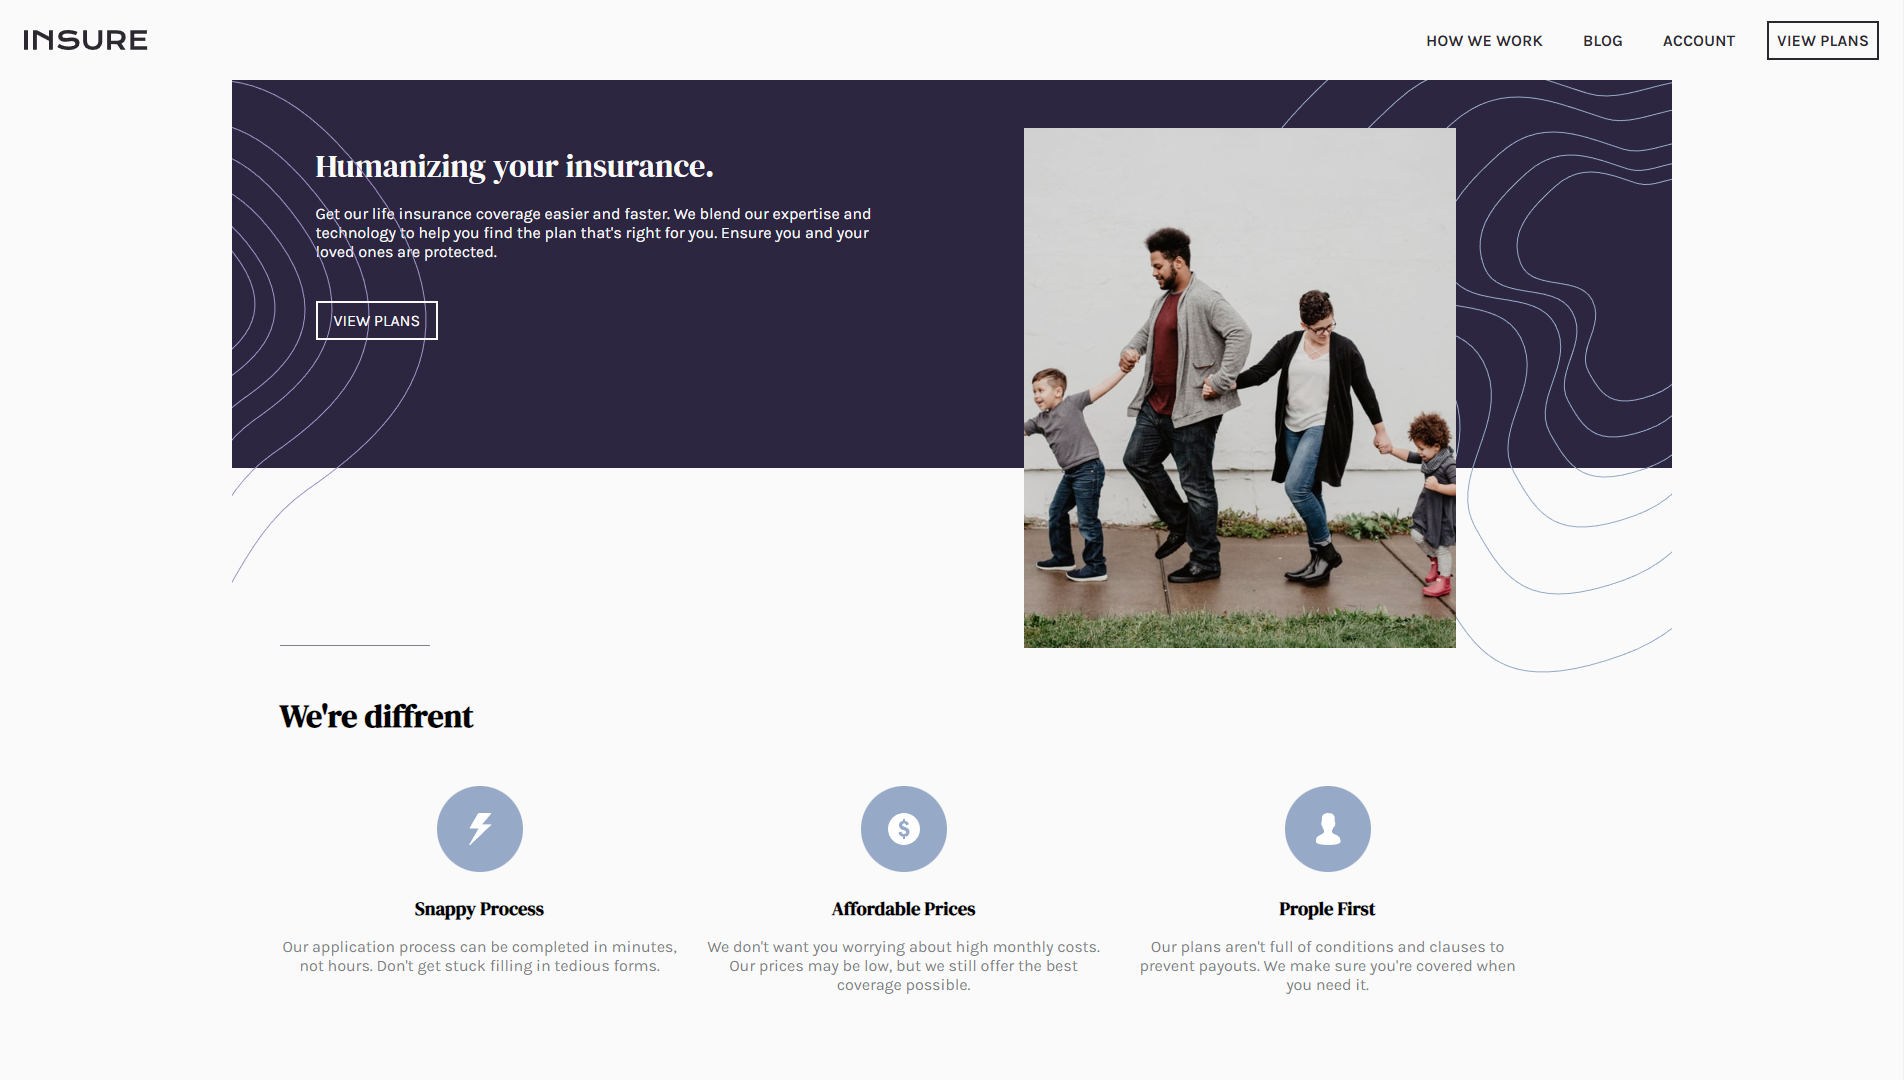 INSURE
HOW WE WORK
BLOG
ACCOUNT
VIEW PLANS
Humanizing your insurance.
Get our life insurance coverage easier and faster. We blend our expertise and
technology to help you find the plan that's right for you. Ensure you and your
loved ones are protected.
VIEW PLANS
We're diffrent
Snappy Process
Our application process can be completed in minutes,
not hours. Don't get stuck filling in tedious forms.
$
Affordable Prices
We don't want you worrying about high monthly costs.
Our prices may be low, but we still offer the best
coverage possible.
Prople First
Our plans aren't full of conditions and clauses to
prevent payouts. We make sure you're covered when
you need it.